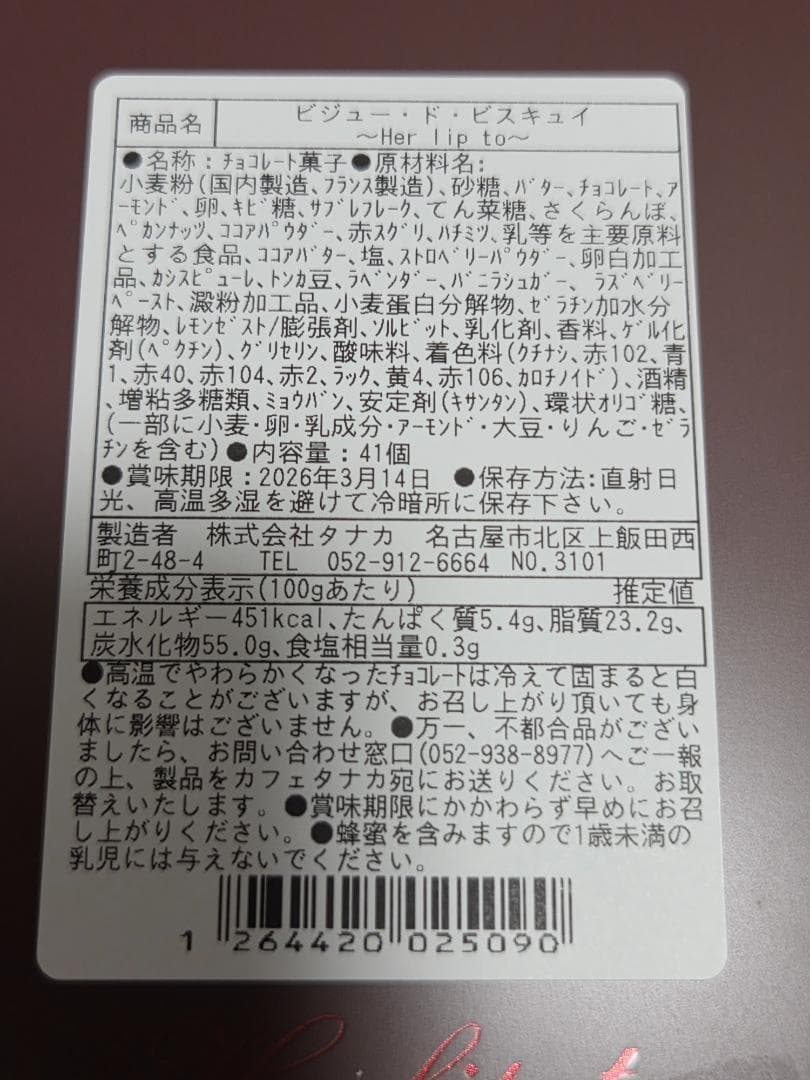 商品名
ビジュー・ド・ビスキュイ
～Her lip to～
●名称：ﾁｮｺﾚｰﾄ菓子●原材料名:
小麦粉(国内製造､ﾌﾗﾝｽ製造)､砂糖､ﾊﾞﾀｰ､ﾁｮｺﾚｰﾄ､ｱ
ｰﾓﾝﾄﾞ､卵､ｷﾋﾞ糖､ｻﾌﾞﾚﾌﾚｰｸ､てん菜糖､さくらんぼ､
ﾍﾟｶﾝﾅｯﾂ､ｺｺｱﾊﾟｳﾀﾞｰ､赤ｽｸﾞﾘ､ﾊﾁﾐﾂ､乳等を主要原料
とする食品､ｺｺｱﾊﾞﾀｰ､塩､ｽﾄﾛﾍﾞﾘｰﾊﾟｳﾀﾞｰ､卵白加工
品､ｶｼｽﾋﾟｭｰﾚ､ﾄﾝｶ豆､ﾗﾍﾞﾝﾀﾞｰ､ﾊﾞﾆﾗｼｭｶﾞｰ､ ﾗｽﾞﾍﾞﾘｰ
ﾍﾟｰｽﾄ､澱粉加工品､小麦蛋白分解物､ｾﾞﾗﾁﾝ加水分
解物､ﾚﾓﾝｾﾞｽﾄ/膨張剤､ｿﾙﾋﾞｯﾄ､乳化剤､香料､ｹﾞﾙ化
剤(ﾍﾟｸﾁﾝ)､ｸﾞﾘｾﾘﾝ､酸味料､着色料(ｸﾁﾅｼ､赤102､青
1､赤40､赤104､赤2､ﾗｯｸ､黄4､赤106､ｶﾛﾁﾉｲﾄﾞ)､酒精
､増粘多糖類､ﾐｮｳﾊﾞﾝ､安定剤(ｷｻﾝﾀﾝ)､環状ｵﾘｺﾞ糖､
(一部に小麦･卵･乳成分･ｱｰﾓﾝﾄﾞ･大豆･りんご･ｾﾞﾗ
ﾁﾝを含む)●内容量：41個
●賞味期限：2026年3月14日 ●保存方法:直射日
光、高温多湿を避けて冷暗所に保存下さい。
製造者 株式会社タナカ 名古屋市北区上飯田西
町2-48-4 TEL 052-912-6664 NO.3101
栄養成分表示(100gあたり) 推定値
エネルギー451kcal､たんぱく質5.4g､脂質23.2g､
炭水化物55.0g､食塩相当量0.3g
●高温でやわらかくなったﾁｮｺﾚｰﾄは冷えて固まると白
くなることがございますが、お召し上がり頂いても身
体に影響はございません。●万一、不都合品がござい
ましたら、お問い合わせ窓口(052-938-8977)へご一報
の上、製品をカフェタナカ宛にお送りください。お取
替えいたします。●賞味期限にかかわらず早めにお召
し上がりください。●蜂蜜を含みますので1歳未満の
乳児には与えないでください。
1 264420 025090